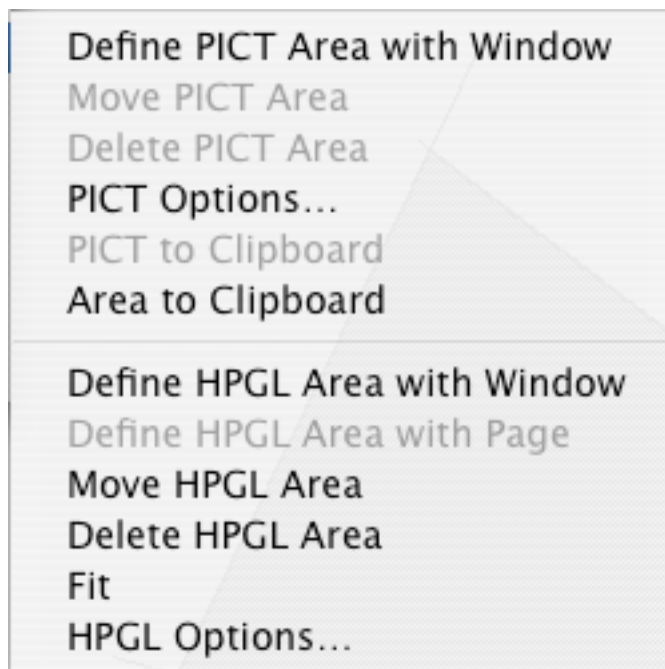 Define PICT Area with Window
Move PICT Area
Delete PICT Area
PICT Options...
PICT to Clipboard
Area to Clipboard
Define HPGL Area with Window
Define HPGL Area with Page
Move HPGL Area
Delete HPGL Area
Fit
HPGL Options...